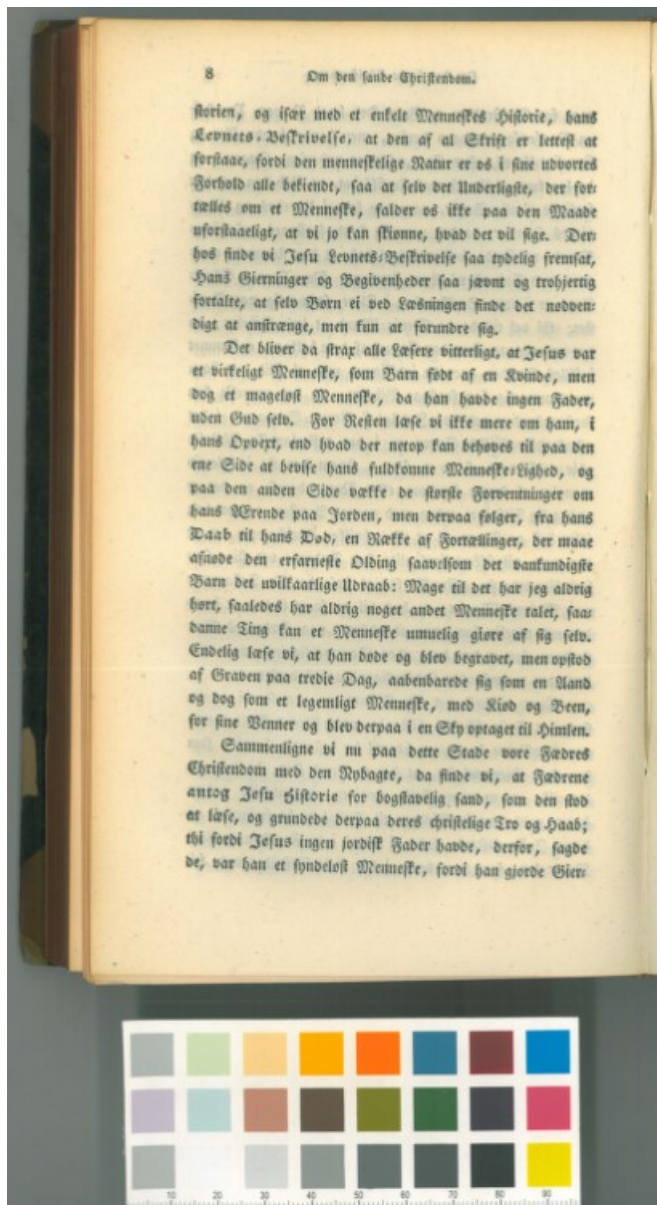 8 Om den sande Christendom.
storien, og især med et enkelt Menneskes Historie, hans
Levnets-Beskrivelse, at den af al Skrift er lettest at
forstaae, fordi den menneskelige Natur er os i sine udvortes
Forhold alle bekiendt, saa at selv det Underligste, der for-
tælles om et Menneske, falder os ikke paa den Maade
uforstaaeligt, at vi jo kan skiønne, hvad det vil sige. Der-
hos finde vi Jesu Levnets-Beskrivelse saa tydelig fremsat,
Hans Gierninger og Begivenheder saa jævnt og trohjertig
fortalte, at selv Børn ei ved Læsningen finde det nødven-
digt at anstrænge, men kun at forundre sig.
Det bliver da strax alle Læsere vitterligt, at Jesus var
et virkeligt Menneske, som Barn født af en Kvinde, men
dog et mageløst Menneske, da han havde ingen Fader,
uden Gud selv. For Resten læse vi ikke mere om ham, i
hans Opvext, end hvad der netop kan behøves til paa den
ene Side at bevise hans fuldkomne Menneske-Lighed, og
paa den anden Side vække de største Forventninger om
hans Ærende paa Jorden, men derpaa følger, fra hans
Daab til hans Død, en Række af Fortællinger, der maae
afnøde den erfarneste Olding saavelsom det vankundigste
Barn det uvilkaarlige Udraab: Mage til det har jeg aldrig
hørt, saaledes har aldrig noget andet Menneske talet, saa-
danne Ting kan et Menneske umuelig giøre af sig selv.
Endelig læse vi, at han døde og blev begravet, men opstod
af Graven paa tredie Dag, aabenbarede sig som en Aand
og dog som et legemligt Menneske, med Kiød og Been,
for sine Venner og blev derpaa i en Sky optaget til Himlen.
Sammenligne vi nu paa dette Stade vore Fædres
Christendom med den Nybagte, da finde vi, at Fædrene
antog Jesu Historie for bogstavelig sand, som den stod
at læse, og grundede derpaa deres christelige Tro og Haab;
thi fordi Jesus ingen jordisk Fader havde, derfor, sagde
de, var han et syndeløst Menneske, fordi han gjorde Gier-
10 20 30 40 50 60 70 80 90